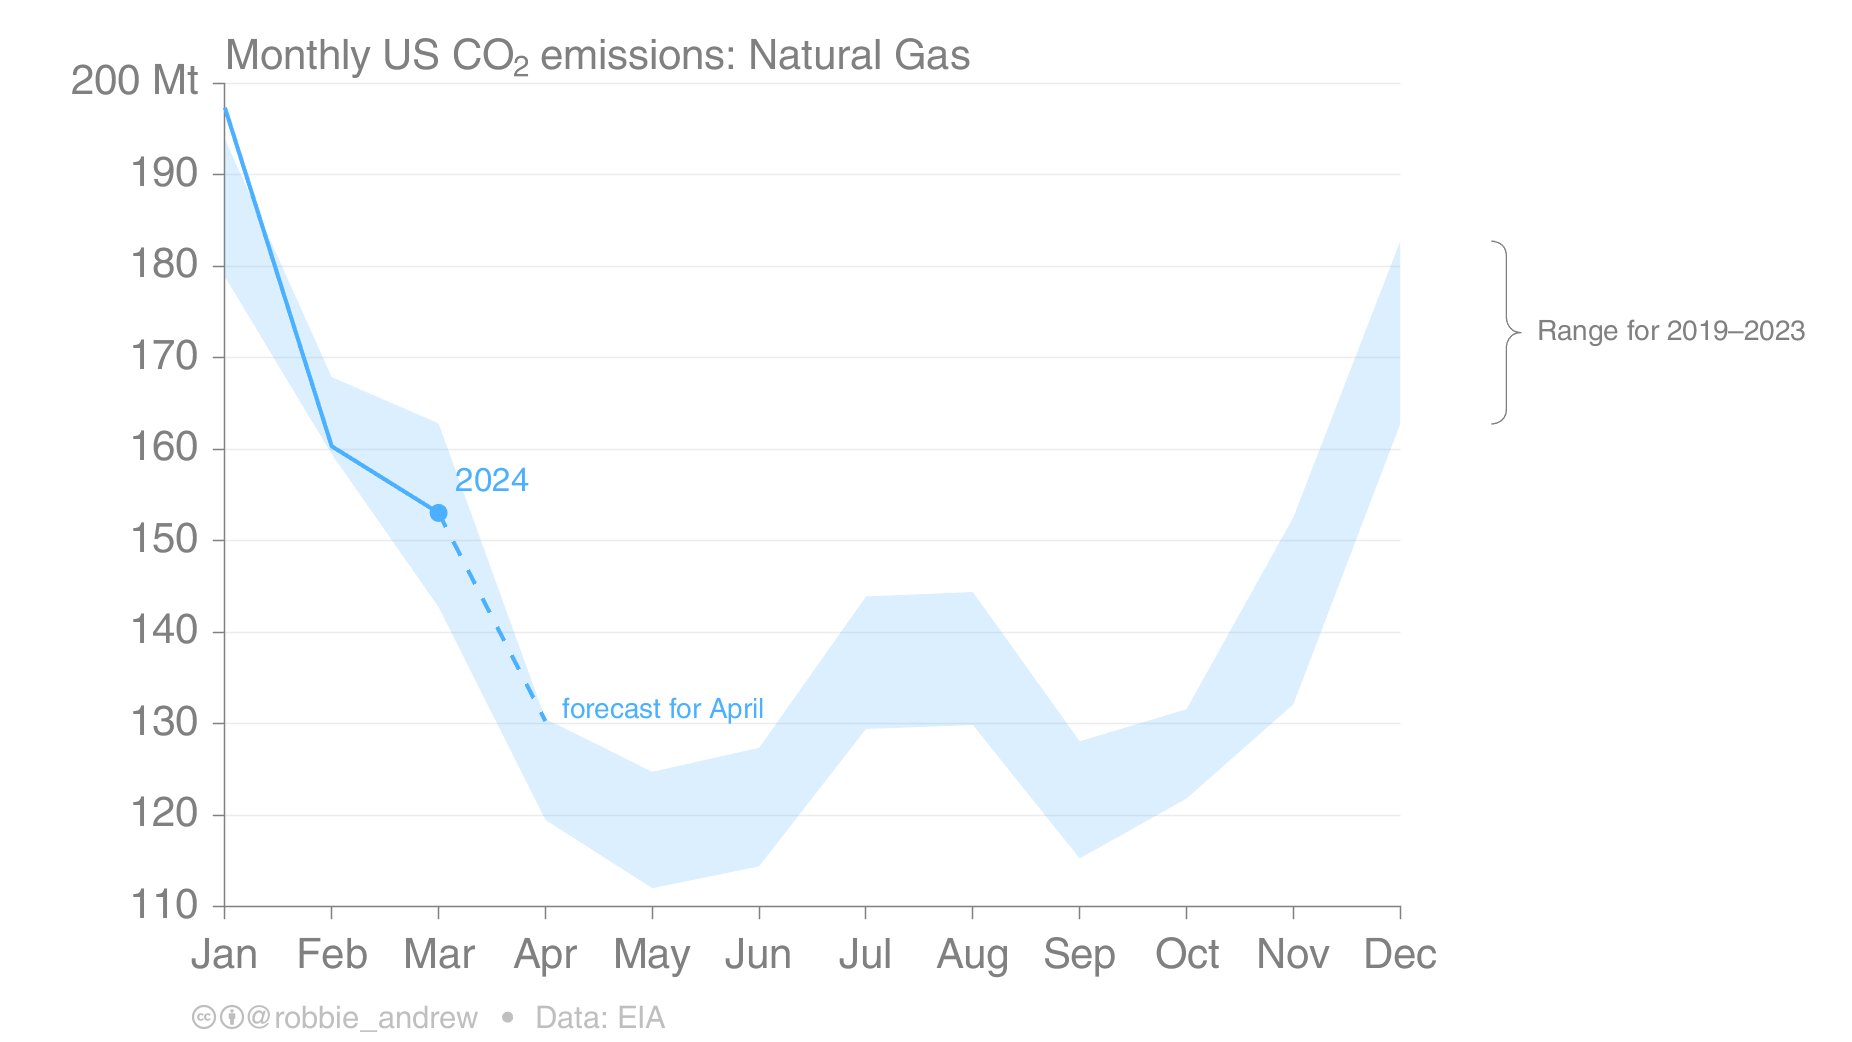 Monthly US CO₂ emissions: Natural Gas
200 Mt
190
180
170
160
150
140
130
120
110
2024
forecast for April
Range for 2019–2023
Jan Feb Mar Apr May Jun Jul Aug Sep Oct Nov Dec
cc @robbie_andrew • Data: EIA